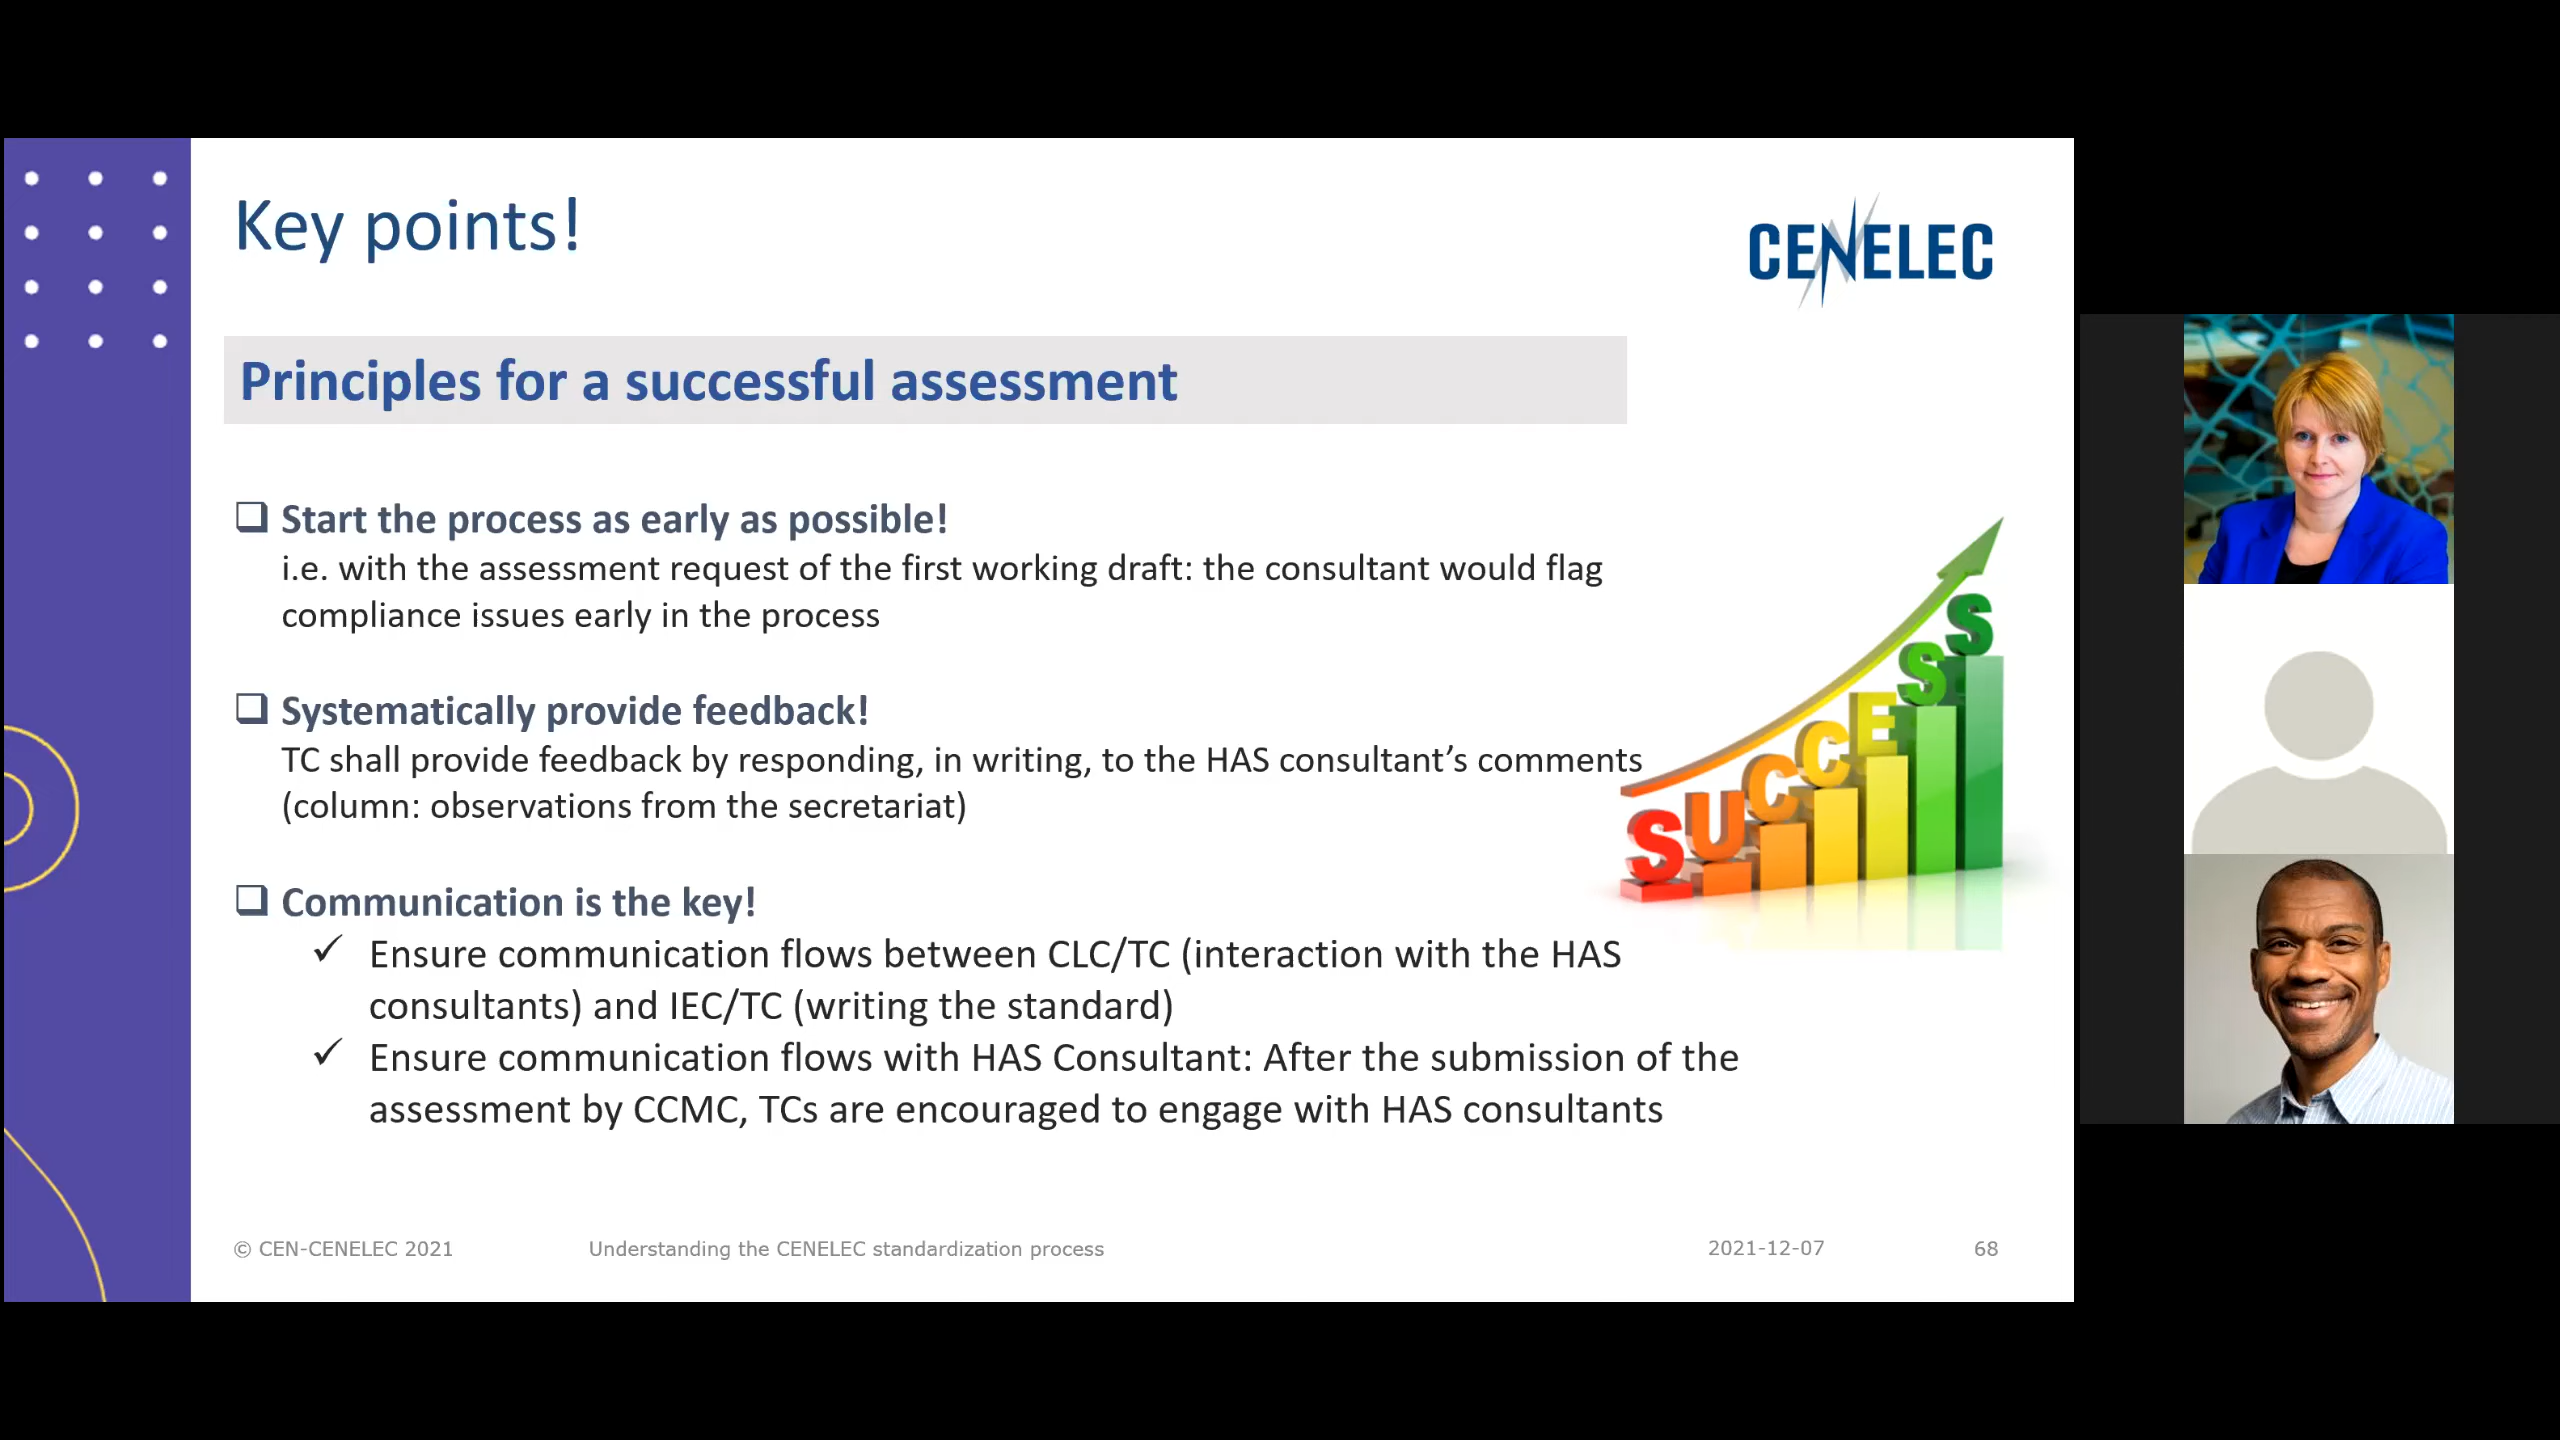 Key points!
CENELEC
Principles for a successful assessment
Start the process as early as possible!
i.e. with the assessment request of the first working draft: the consultant would flag
compliance issues early in the process
Systematically provide feedback!
TC shall provide feedback by responding, in writing, to the HAS consultant’s comments
(column: observations from the secretariat)
SUCCESS
Communication is the key!
Ensure communication flows between CLC/TC (interaction with the HAS
consultants) and IEC/TC (writing the standard)
Ensure communication flows with HAS Consultant: After the submission of the
assessment by CCMC, TCs are encouraged to engage with HAS consultants
© CEN-CENELEC 2021 Understanding the CENELEC standardization process 2021-12-07 68